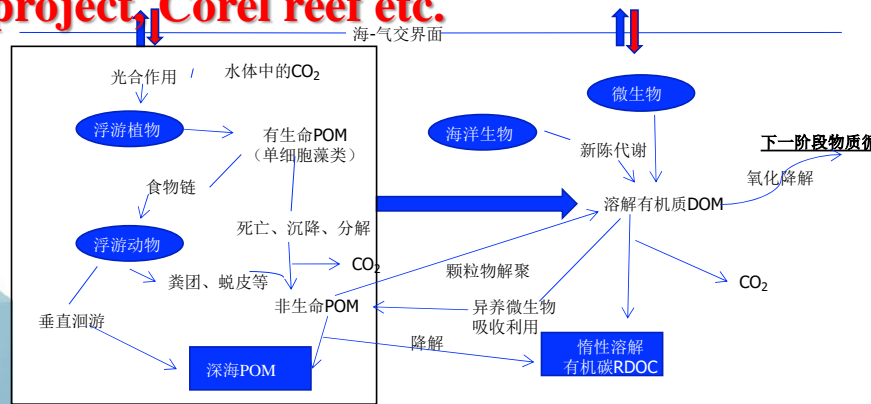 project, Corel reef etc.
海-气交界面
光合作用
水体中的CO₂
微生物
浮游植物
海洋生物
有生命POM
（单细胞藻类）
新陈代谢
下一阶段物质循
氧化降解
食物链
溶解有机质DOM
死亡、沉降、分解
浮游动物
CO₂
颗粒物解聚
粪团、蜕皮等
CO₂
非生命POM
异养微生物
吸收利用
垂直洄游
降解
惰性溶解
有机碳RDOC
深海POM